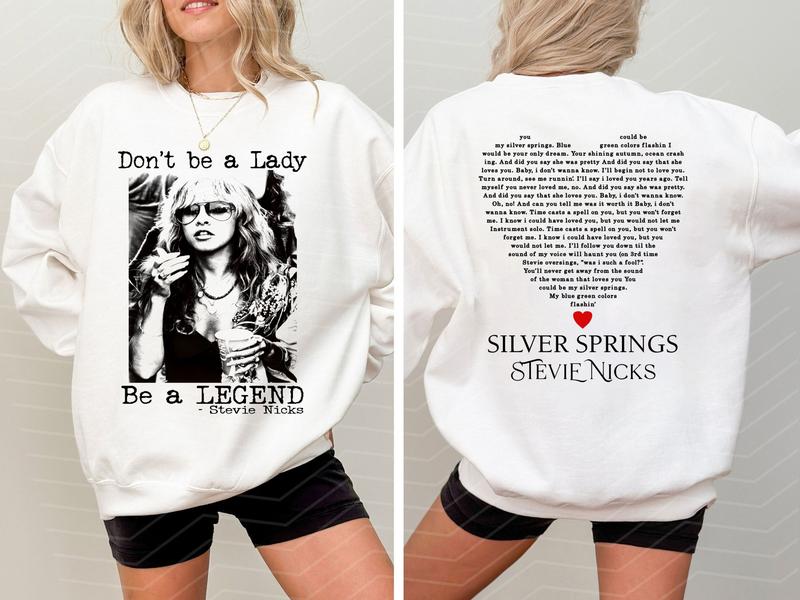 Don't be a Lady
Be a LEGEND
- Stevie Nicks
you could be
my silver springs. Blue green colors flashin I
would be your only dream. Your shining autumn, ocean crash
ing. And did you say she was pretty And did you say that she
loves you. Baby, i don't wanna know. I'll begin not to love you.
Turn around, see me runnin'. I'll say i loved you years ago. Tell
myself you never loved me, no. And did you say she was pretty.
And did you say that she loves you. Baby, i don't wanna know.
Oh, no! And can you tell me was it worth it Baby, i don't
wanna know. Time casts a spell on you, but you won't forget
me. I know i could have loved you, but you would not let me
Instrument solo. Time casts a spell on you, but you won't
forget me. I know i could have loved you, but you
would not let me. I'll follow you down til the
sound of my voice will haunt you (on 3rd time
Stevie oversings, "was i such a fool?".
You'll never get away from the sound
of the woman that loves you You
could be my silver springs.
My blue green colors
flashin'
SILVER SPRINGS
STEVIE NICKS